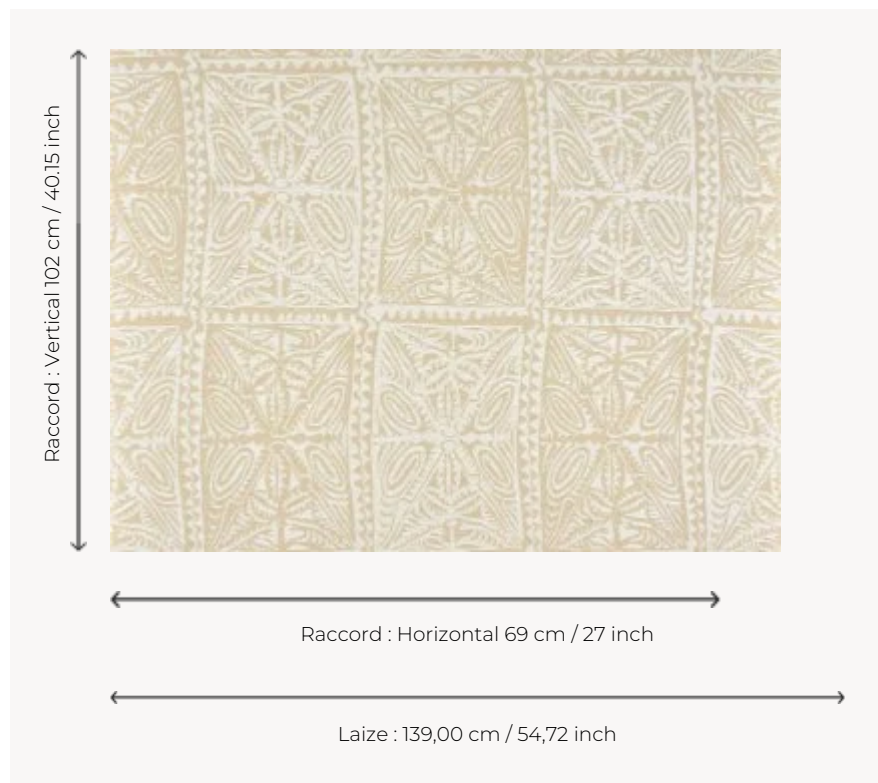 Raccord : Vertical 102 cm / 40.15 inch
Raccord : Horizontal 69 cm / 27 inch
Laize : 139,00 cm / 54,72 inch